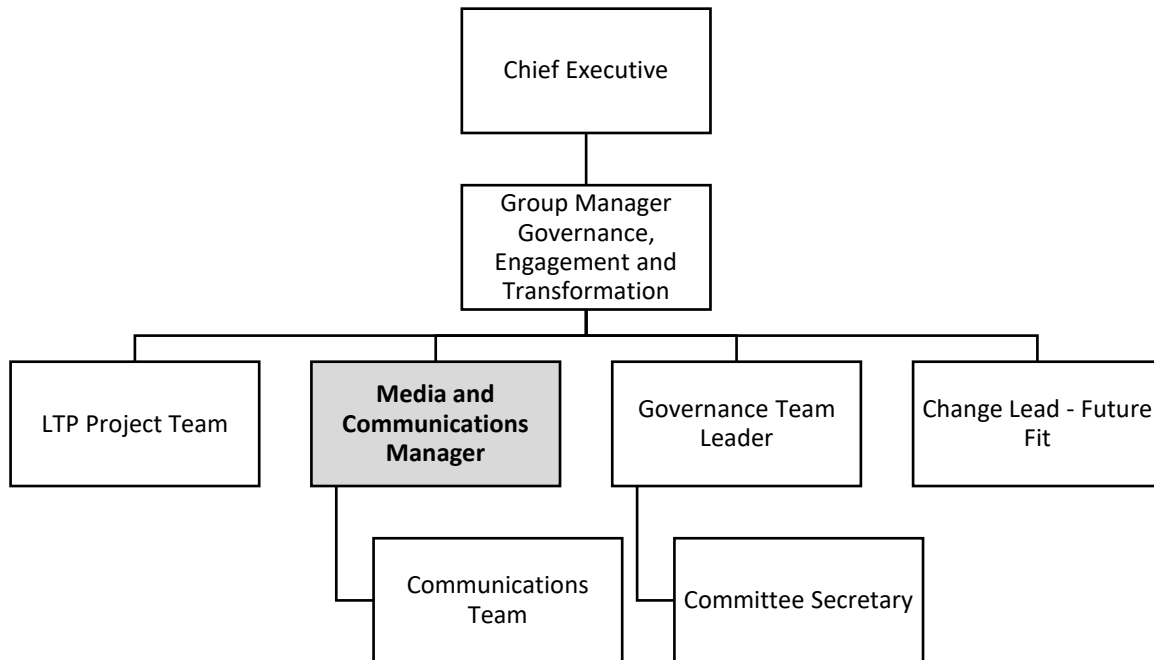 Chief Executive
Group Manager
Governance,
Engagement and
Transformation
LTP Project Team
Media and
Communications
Manager
Governance Team
Leader
Change Lead - Future
Fit
Communications
Team
Committee Secretary